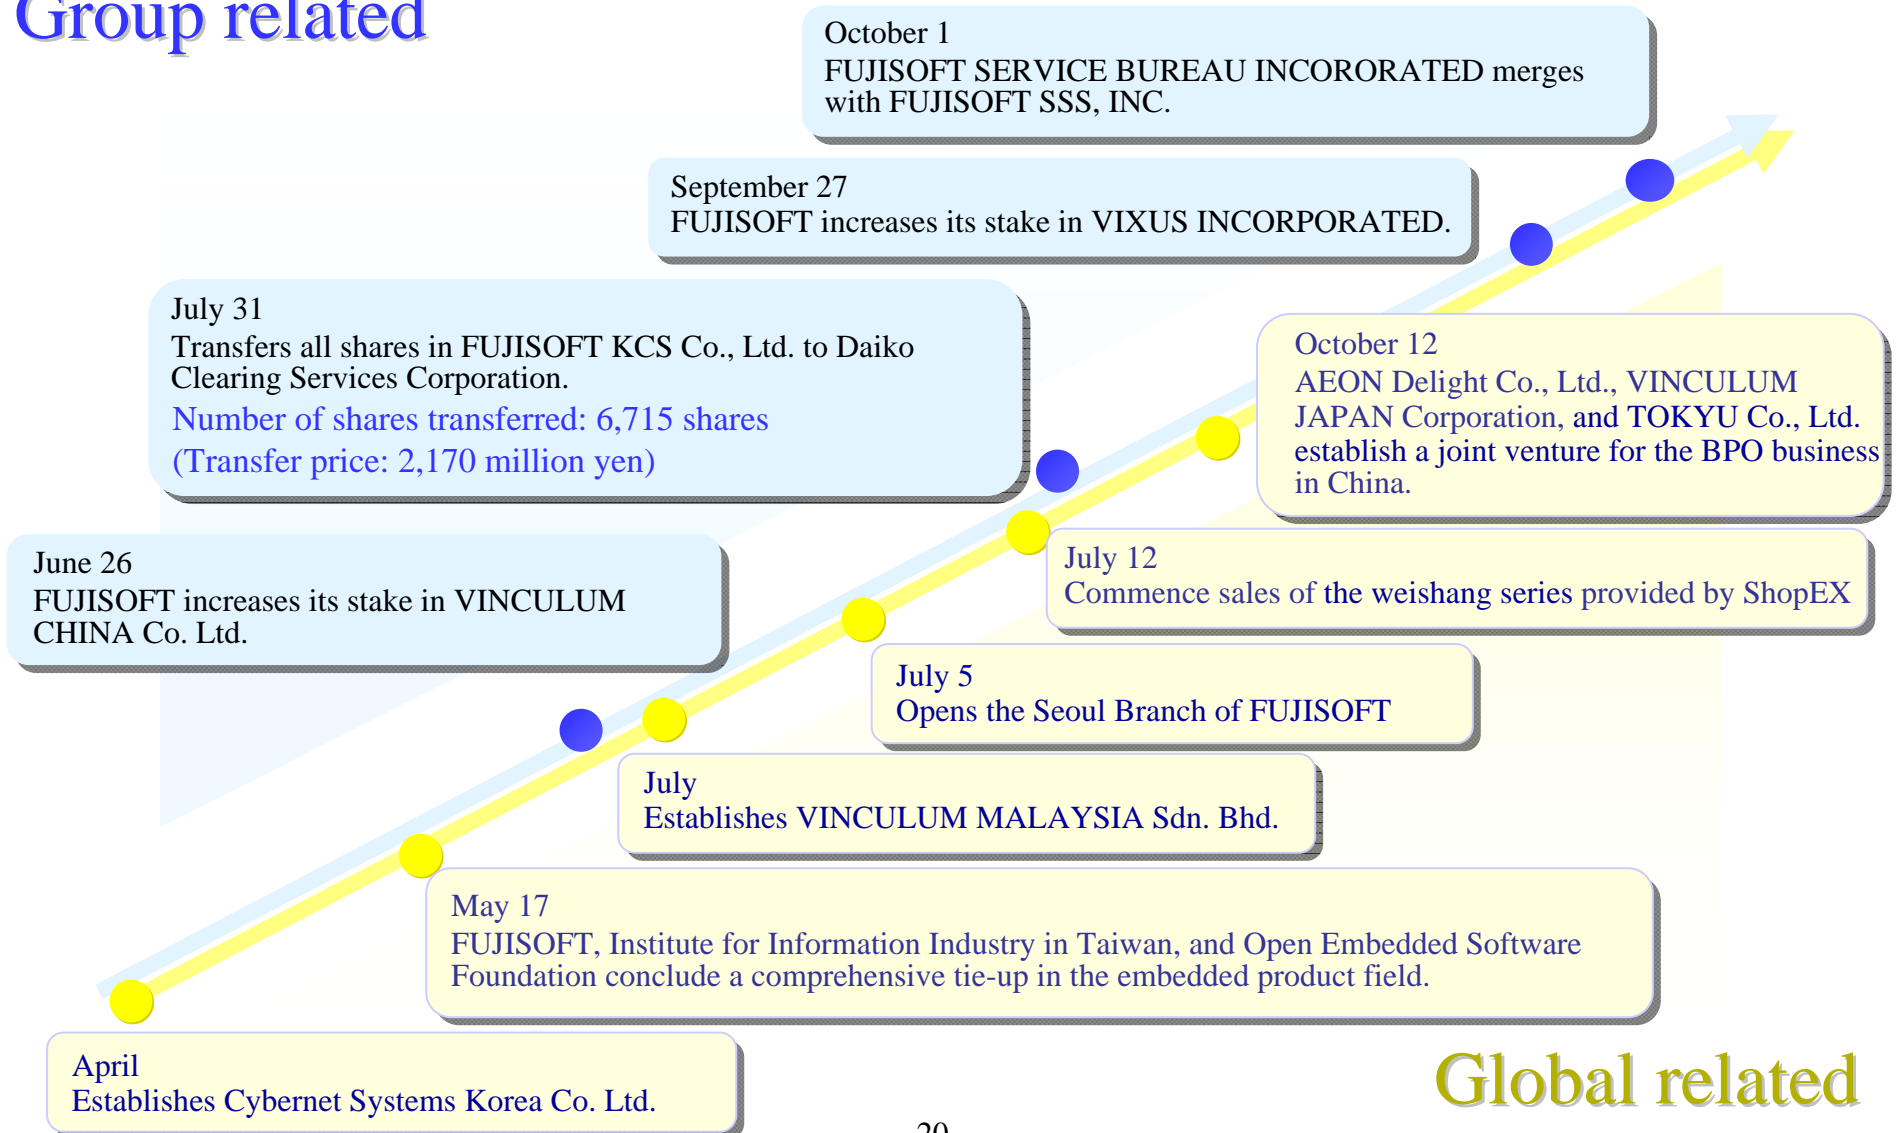 Group related
October 1
FUJISOFT SERVICE BUREAU INCORORATED merges
with FUJISOFT SSS, INC.
September 27
FUJISOFT increases its stake in VIXUS INCORPORATED.
July 31
Transfers all shares in FUJISOFT KCS Co., Ltd. to Daiko
Clearing Services Corporation.
Number of shares transferred: 6,715 shares
(Transfer price: 2,170 million yen)
October 12
AEON Delight Co., Ltd., VINCULUM
JAPAN Corporation, and TOKYU Co., Ltd.
establish a joint venture for the BPO business
in China.
June 26
FUJISOFT increases its stake in VINCULUM
CHINA Co. Ltd.
July 12
Commence sales of the weishang series provided by ShopEX
July 5
Opens the Seoul Branch of FUJISOFT
July
Establishes VINCULUM MALAYSIA Sdn. Bhd.
May 17
FUJISOFT, Institute for Information Industry in Taiwan, and Open Embedded Software
Foundation conclude a comprehensive tie-up in the embedded product field.
April
Establishes Cybernet Systems Korea Co. Ltd.
Global related
20